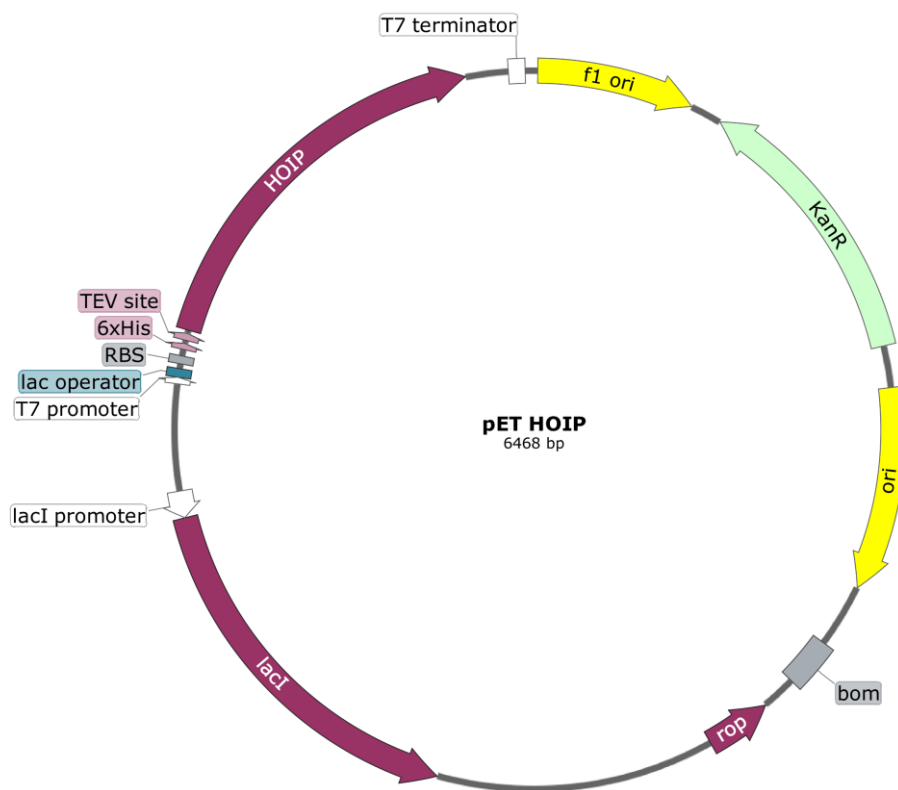 T7 terminator
f1 ori
HOIP
KanR
TEV site
6xHis
RBS
lac operator
T7 promoter
pET HOIP
6468 bp
ori
lacI promoter
lacI
bom
rop